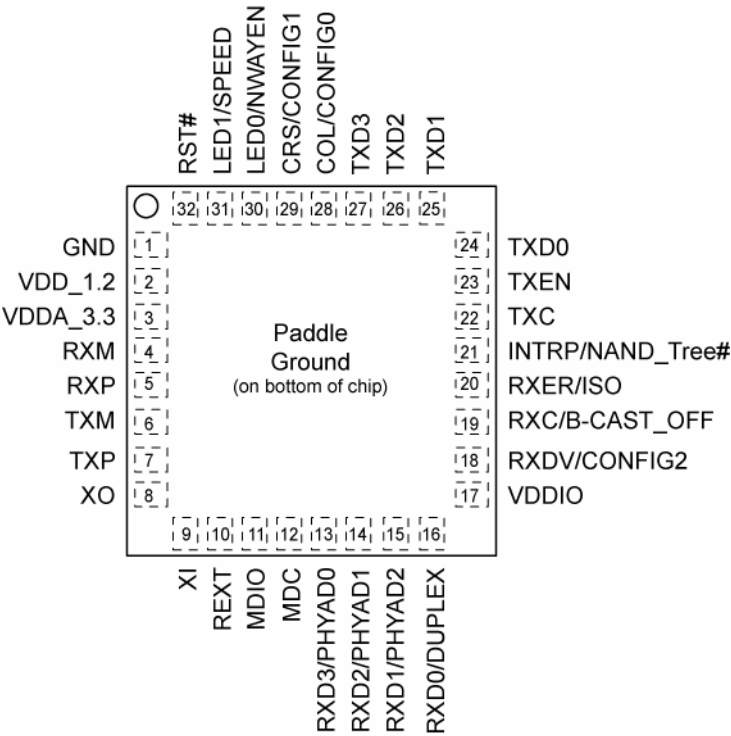 RST#
LED1/SPEED
LED0/NWAYEN
CRS/CONFIG1
COL/CONFIG0
TXD3
TXD2
TXD1
32 31 30 29 28 27 26 25
GND 1
VDD_1.2 2
VDDA_3.3 3
RXM 4
RXP 5
TXM 6
TXP 7
XO 8
Paddle
Ground
(on bottom of chip)
24 TXD0
23 TXEN
22 TXC
21 INTRP/NAND_Tree#
20 RXER/ISO
19 RXC/B-CAST_OFF
18 RXDV/CONFIG2
17 VDDIO
9 10 11 12 13 14 15 16
XI
REXT
MDIO
MDC
RXD3/PHYAD0
RXD2/PHYAD1
RXD1/PHYAD2
RXD0/DUPLEX